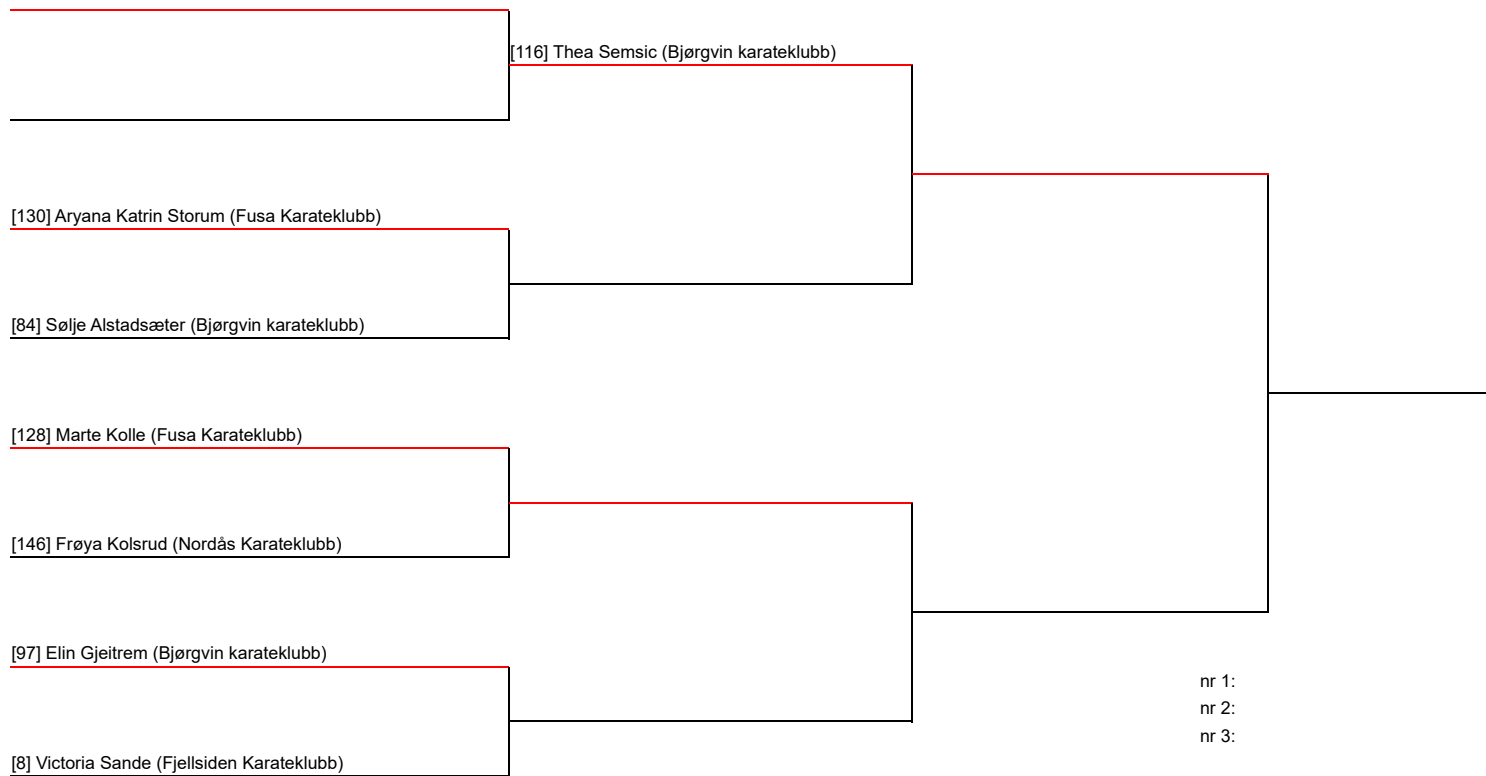 [116] Thea Semsic (Bjørgvin karateklubb)
[130] Aryana Katrin Storum (Fusa Karateklubb)
[84] Sølje Alstadsæter (Bjørgvin karateklubb)
[128] Marte Kolle (Fusa Karateklubb)
[146] Frøya Kolsrud (Nordås Karateklubb)
[97] Elin Gjeitrem (Bjørgvin karateklubb)
nr 1:
nr 2:
nr 3:
[8] Victoria Sande (Fjellsiden Karateklubb)